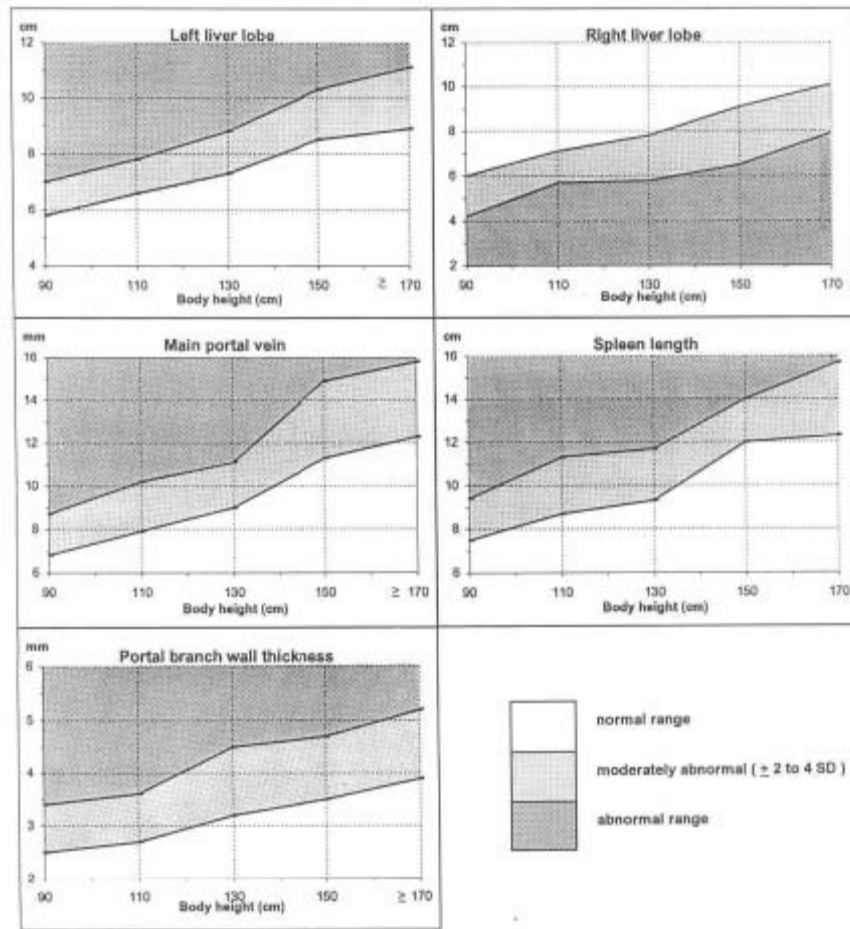 cm
Left liver lobe
12
10
8
6
4
90 110 130 150 ≥ 170
Body height (cm)
cm
Right liver lobe
12
10
8
6
4
2
90 110 130 150 170
Body height (cm)
mm
Main portal vein
16
14
12
10
8
6
90 110 130 150 ≥ 170
Body height (cm)
cm
Spleen length
16
14
12
10
8
6
90 110 130 150 170
Body height (cm)
mm
Portal branch wall thickness
6
5
4
3
2
90 110 130 150 ≥ 170
Body height (cm)
normal range
moderately abnormal ( ± 2 to 4 SD )
abnormal range